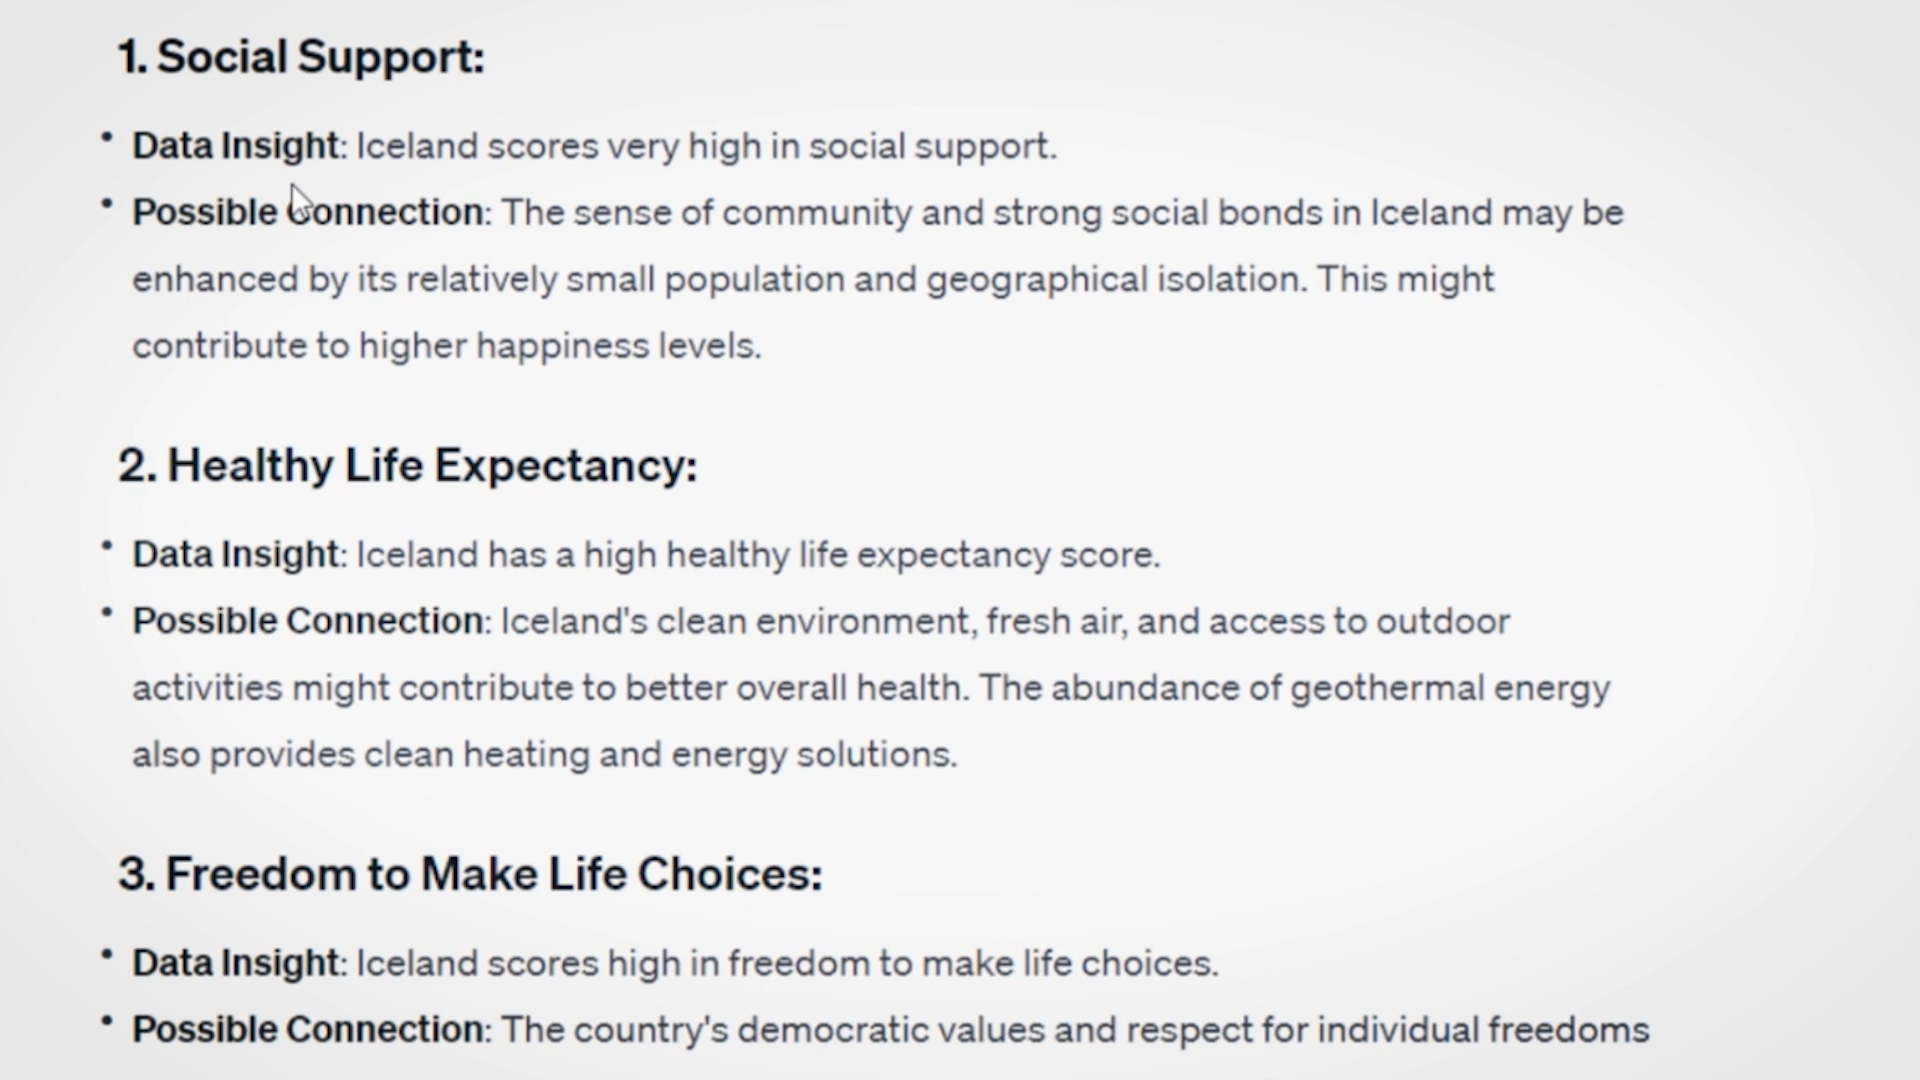 1. Social Support:
• Data Insight: Iceland scores very high in social support.
• Possible Connection: The sense of community and strong social bonds in Iceland may be
enhanced by its relatively small population and geographical isolation. This might
contribute to higher happiness levels.
2. Healthy Life Expectancy:
• Data Insight: Iceland has a high healthy life expectancy score.
• Possible Connection: Iceland's clean environment, fresh air, and access to outdoor
activities might contribute to better overall health. The abundance of geothermal energy
also provides clean heating and energy solutions.
3. Freedom to Make Life Choices:
• Data Insight: Iceland scores high in freedom to make life choices.
• Possible Connection: The country's democratic values and respect for individual freedoms